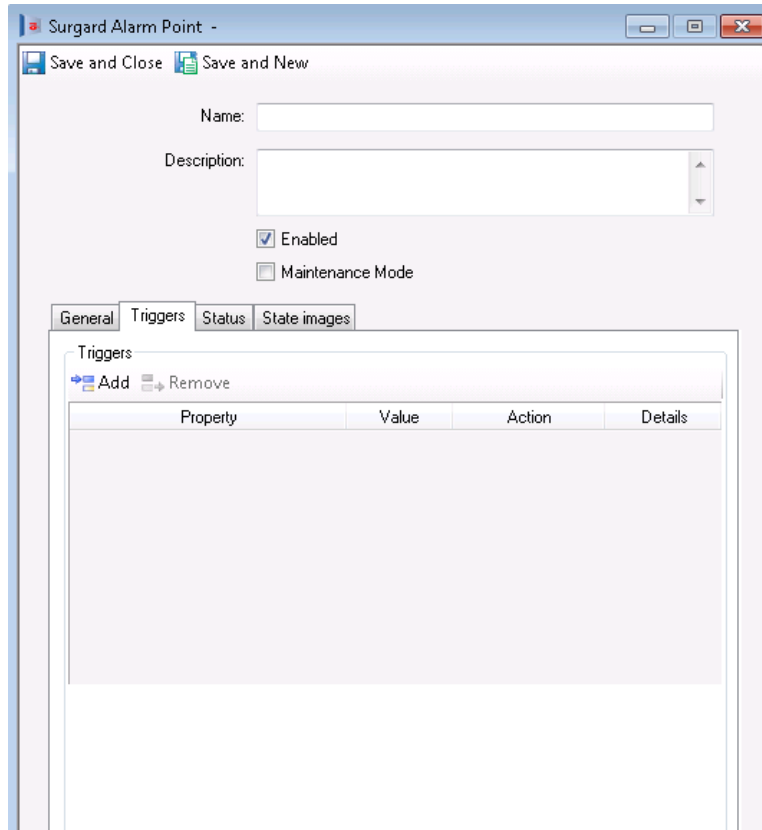 Surgard Alarm Point -
Save and Close Save and New
Name:
Description:
Enabled
Maintenance Mode
General Triggers Status State images
Triggers
Add Remove
Property Value Action Details